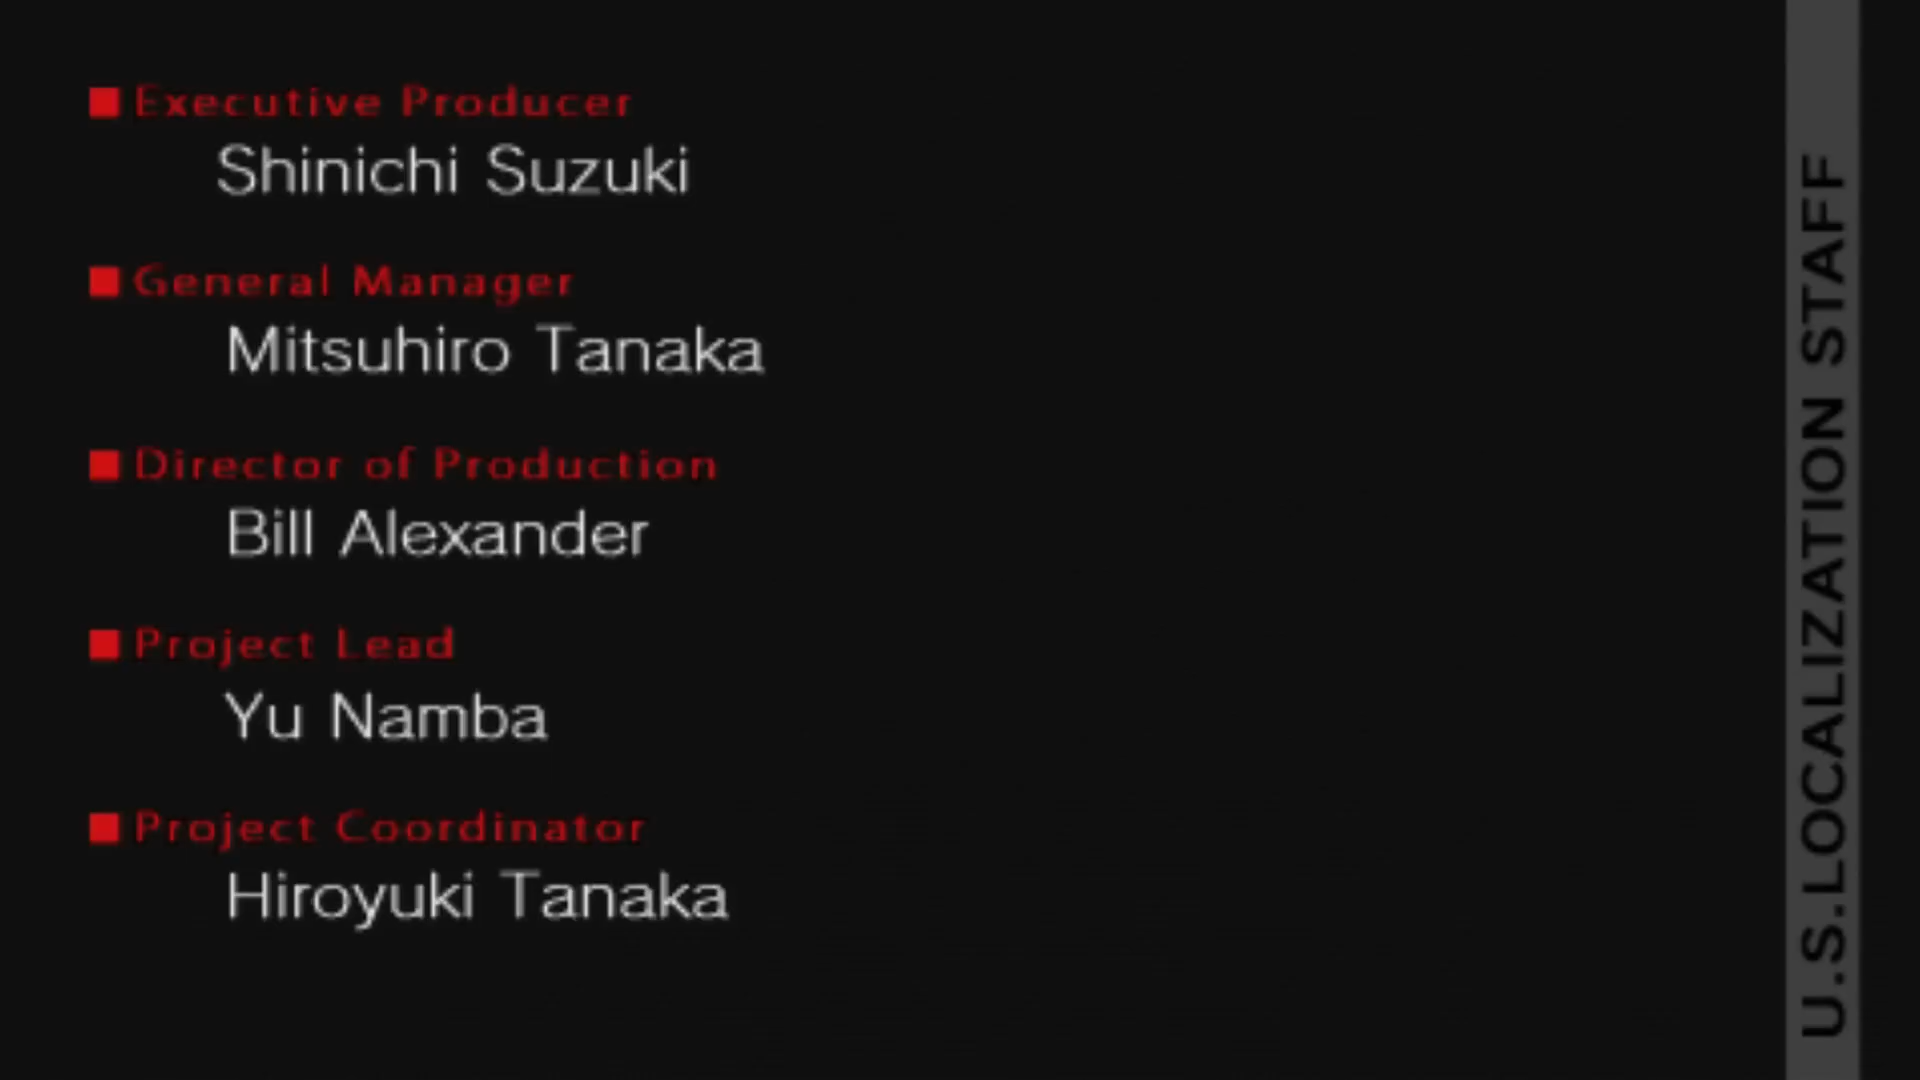 ■ Executive Producer
Shinichi Suzuki
■ General Manager
Mitsuhiro Tanaka
■ Director of Production
Bill Alexander
■ Project Lead
Yu Namba
■ Project Coordinator
Hiroyuki Tanaka
U.S.LOCALIZATION STAFF